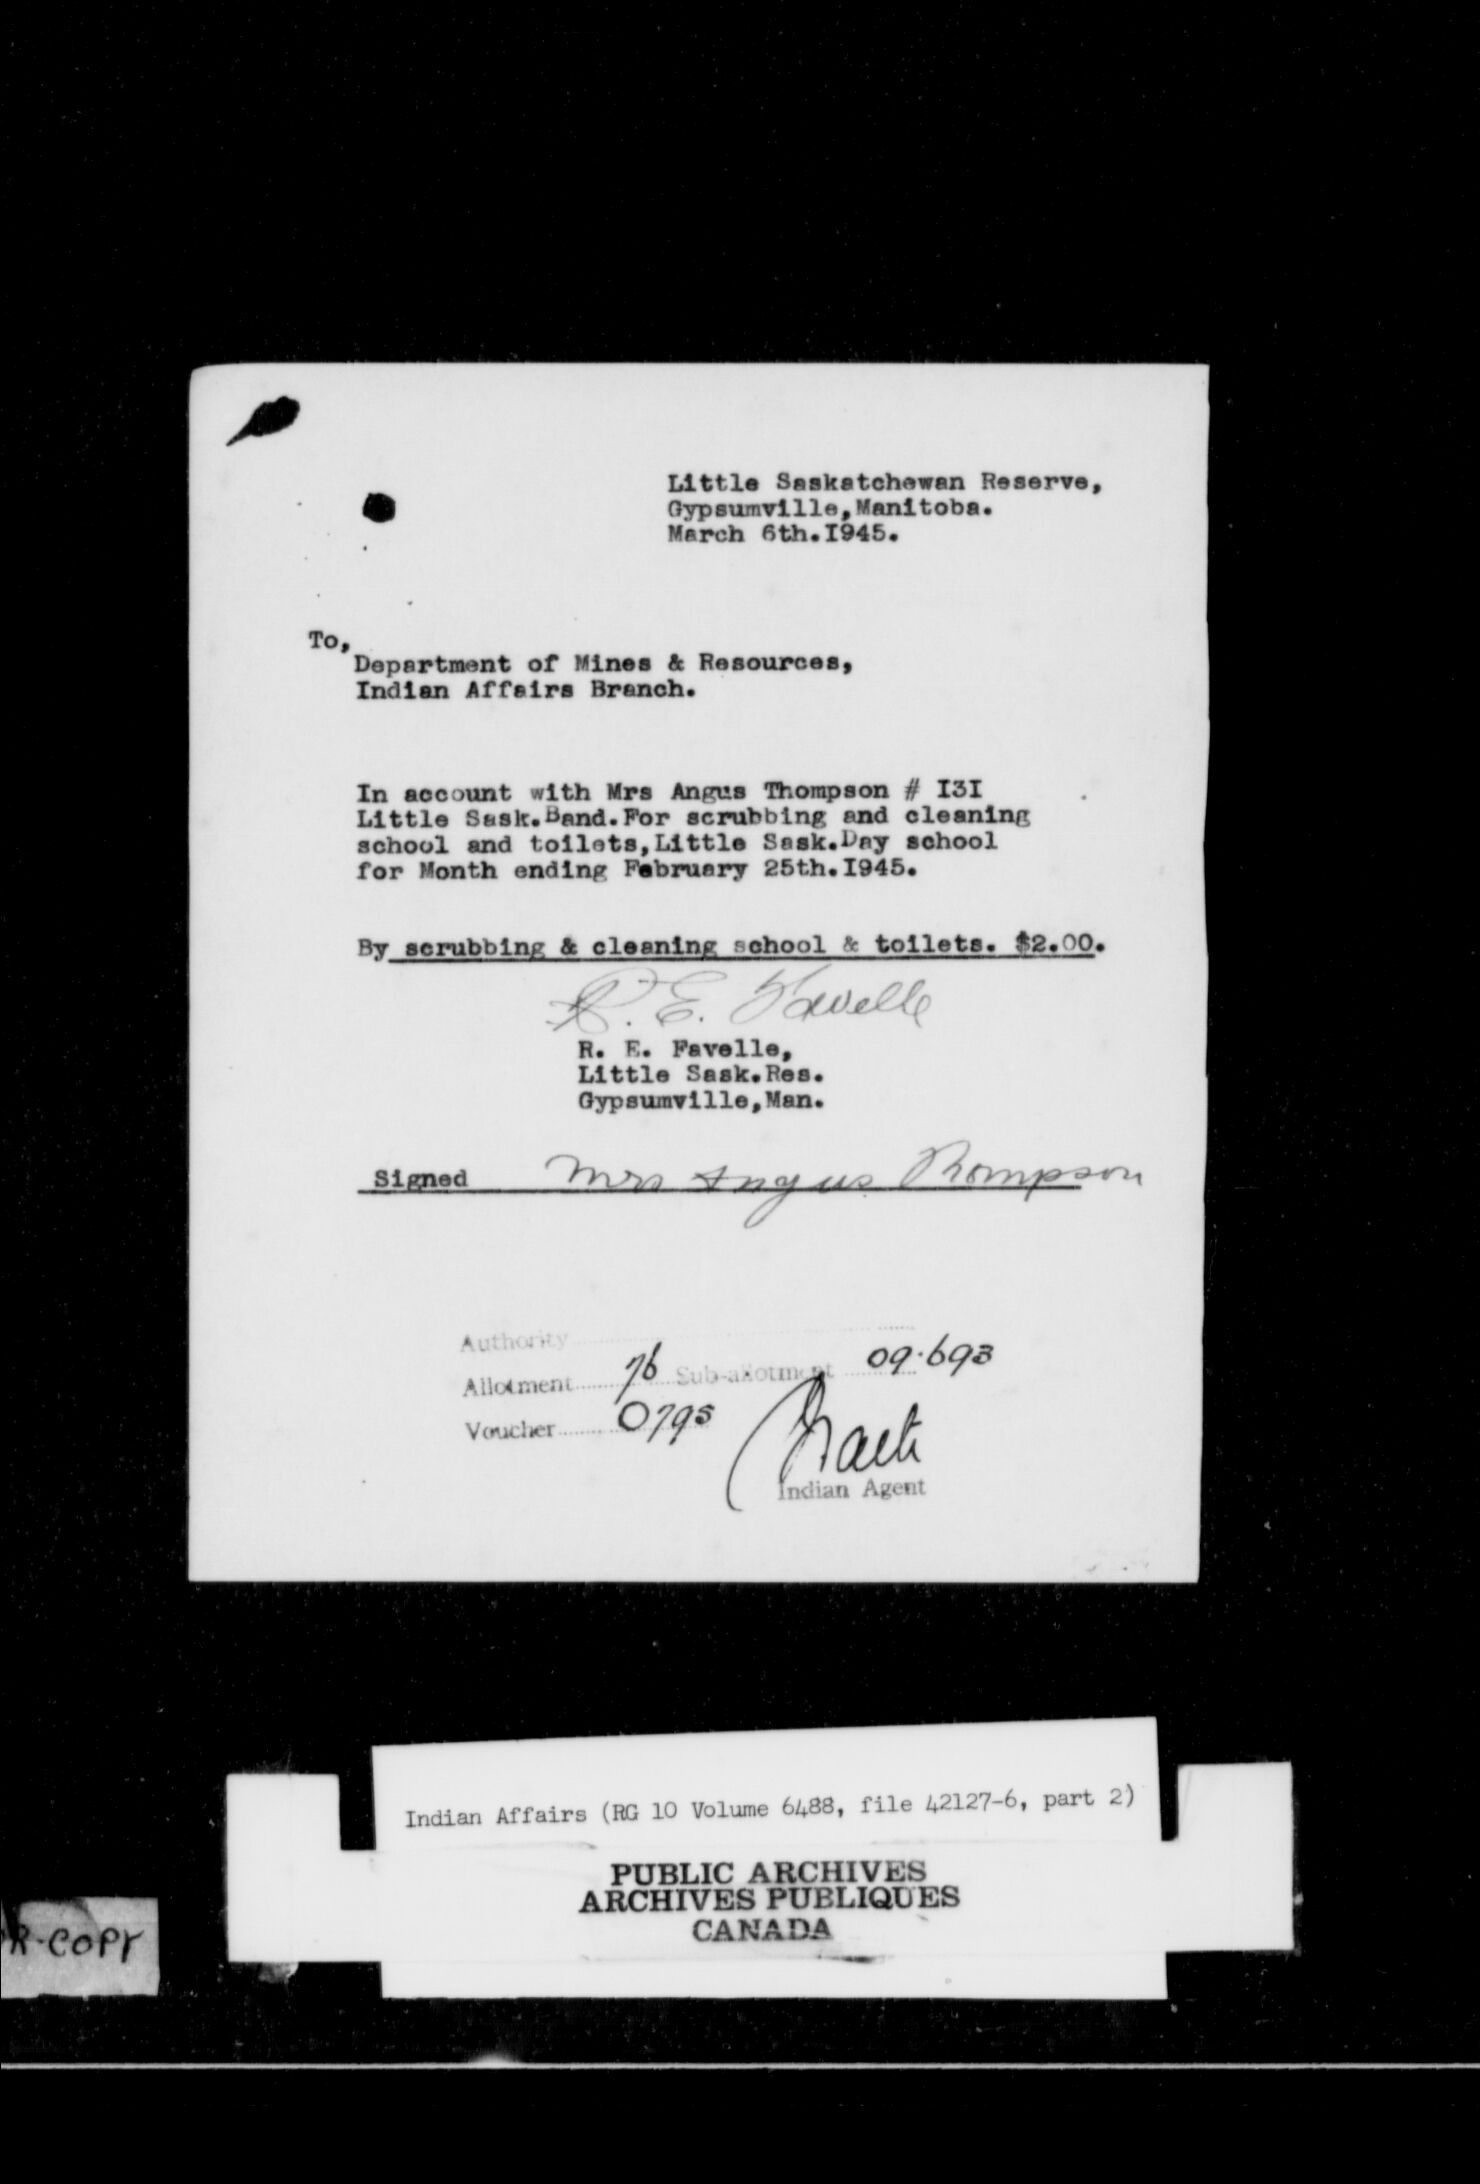 Little Saskatchewan Reserve,
Gypsumville,Manitoba.
March 6th.I945.
To,
Department of Mines & Resources,
Indian Affairs Branch.
In account with Mrs Angus Thompson # I3I
Little Sask.Band.For scrubbing and cleaning
school and toilets,Little Sask.Day school
for Month ending February 25th.I945.
By scrubbing & cleaning school & toilets. $2.00.
R. E. Favelle
R. E. Favelle,
Little Sask.Res.
Gypsumville,Man.
Signed Mrs Angus Thompson
Authority
Allotment 76 Sub-allotment 09.693
Voucher 0795
Indian Agent
Indian Affairs (RG 10 Volume 6488, file 42127-6, part 2)
PUBLIC ARCHIVES
ARCHIVES PUBLIQUES
CANADA
COPY